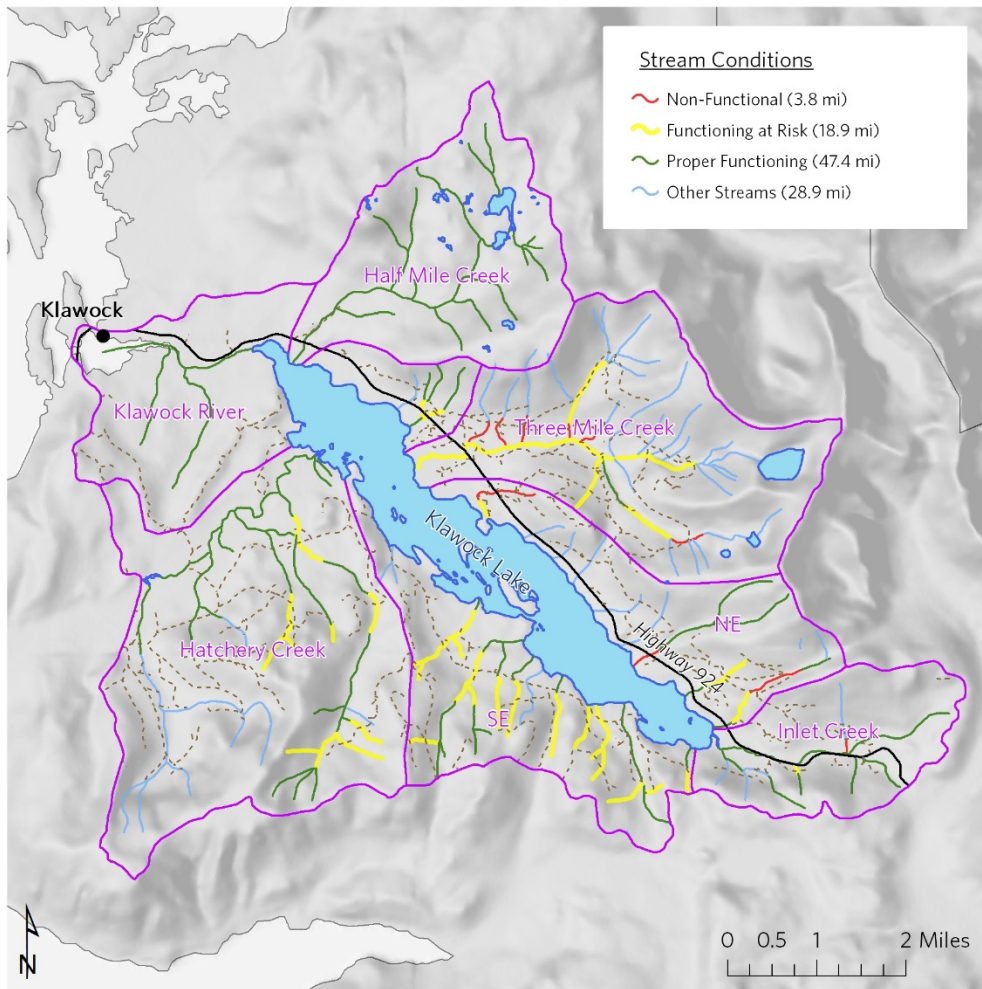 Stream Conditions
Non-Functional (3.8 mi)
Functioning at Risk (18.9 mi)
Proper Functioning (47.4 mi)
Other Streams (28.9 mi)
Half Mile Creek
Klawock
Klawock River
Three Mile Creek
Klawock Lake
Hatchery Creek
NE
Highway 924
SE
Inlet Creek
0 0.5 1 2 Miles
N